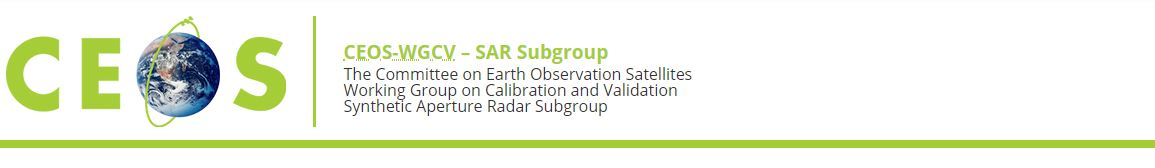 CEOS
CEOS-WGCV – SAR Subgroup
The Committee on Earth Observation Satellites
Working Group on Calibration and Validation
Synthetic Aperture Radar Subgroup